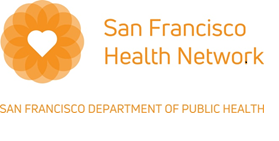 San Francisco
Health Network
SAN FRANCISCO DEPARTMENT OF PUBLIC HEALTH